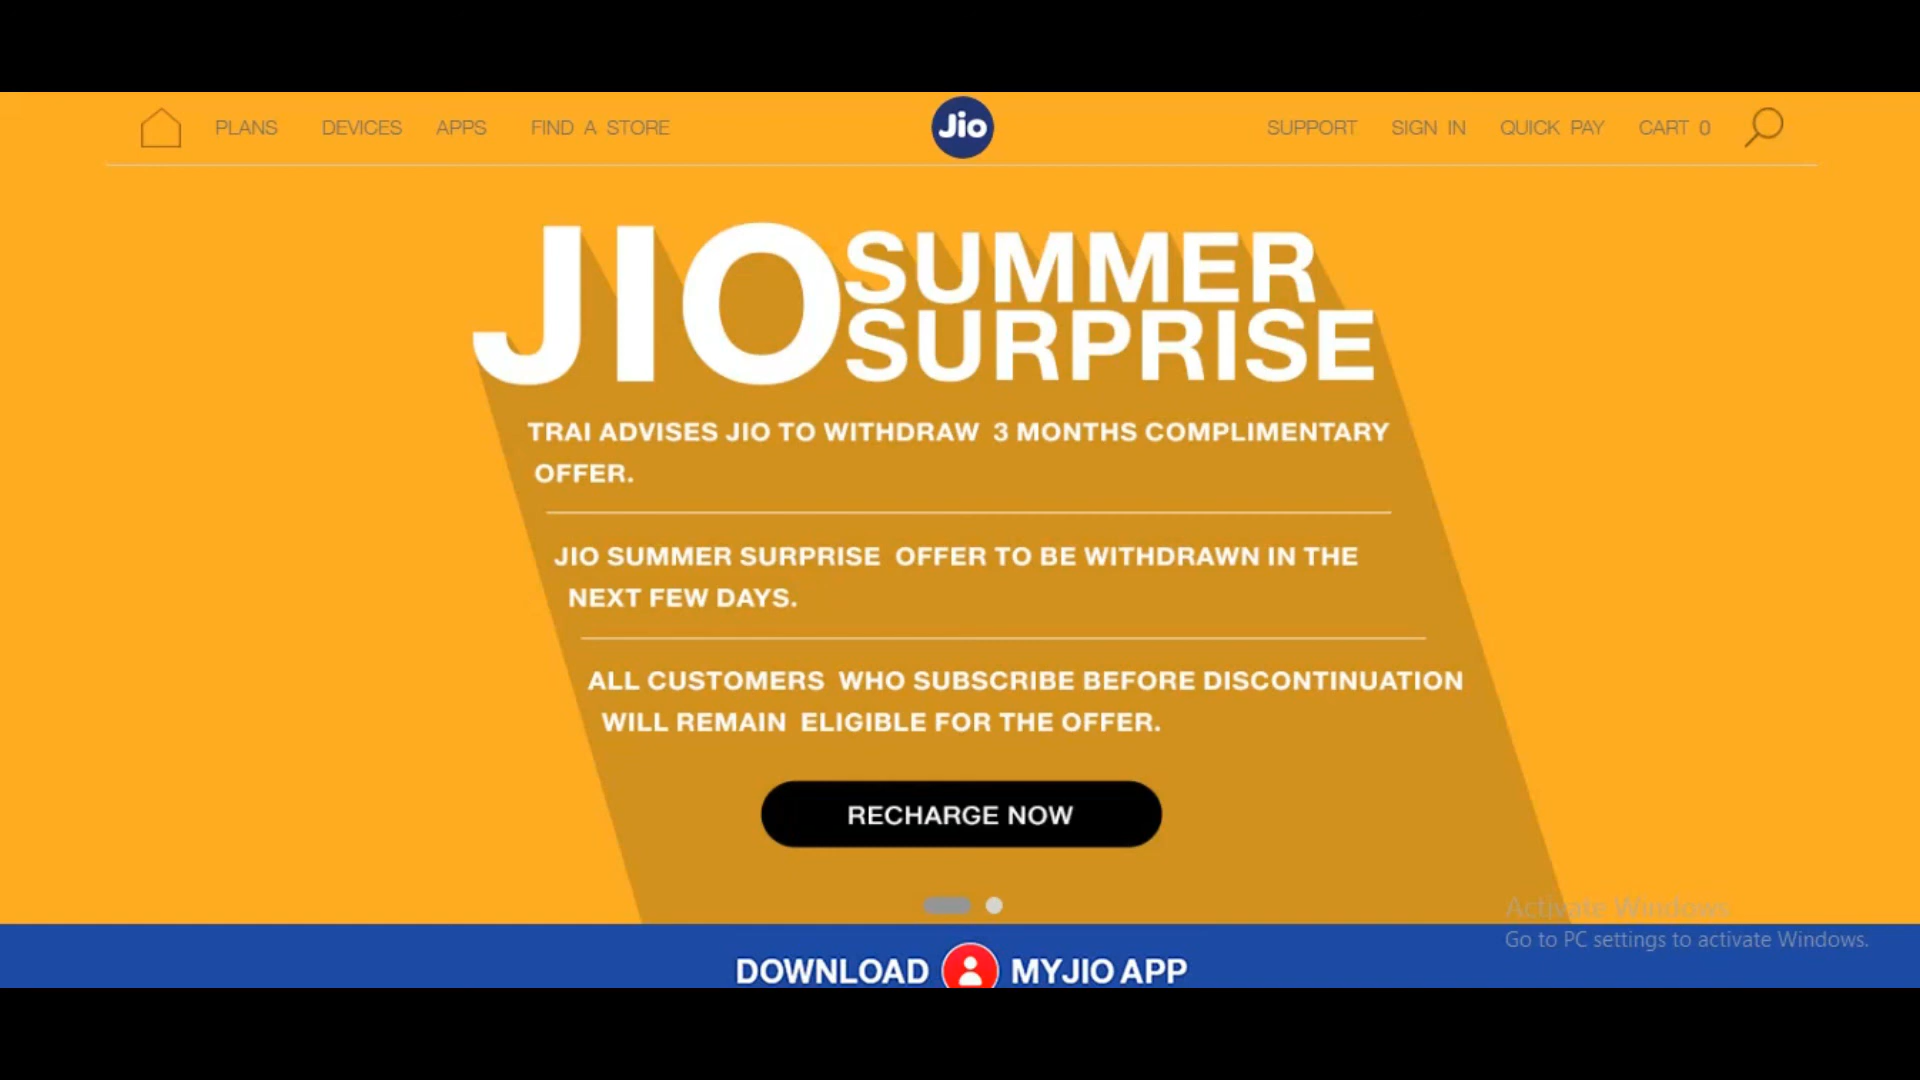 PLANS DEVICES APPS FIND A STORE Jio SUPPORT SIGN IN QUICK PAY CART 0
JIO SUMMER
SURPRISE
TRAI ADVISES JIO TO WITHDRAW 3 MONTHS COMPLIMENTARY
OFFER.
JIO SUMMER SURPRISE OFFER TO BE WITHDRAWN IN THE
NEXT FEW DAYS.
ALL CUSTOMERS WHO SUBSCRIBE BEFORE DISCONTINUATION
WILL REMAIN ELIGIBLE FOR THE OFFER.
RECHARGE NOW
Activate Windows
Go to PC settings to activate Windows.
DOWNLOAD MYJIO APP